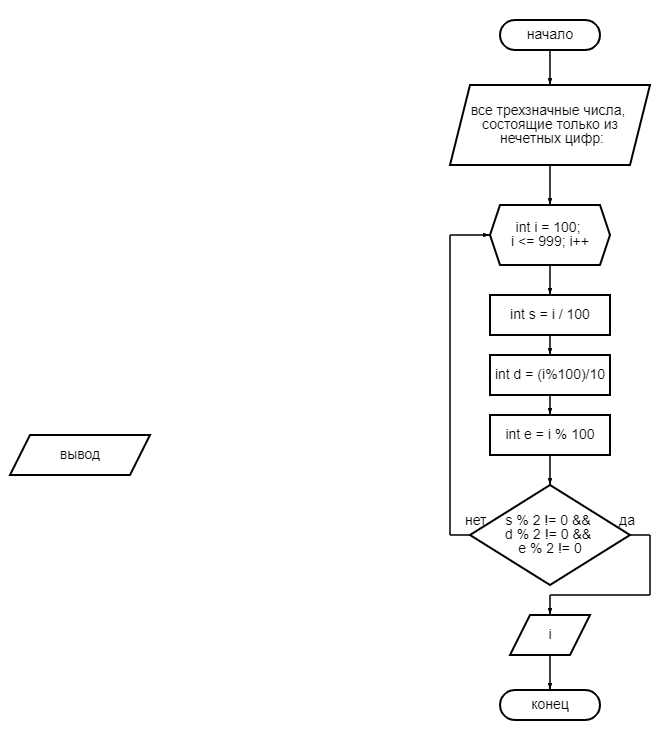 начало
все трехзначные числа,
состоящие только из
нечетных цифр:
int i = 100;
i <= 999; i++
int s = i / 100
int d = (i%100)/10
int e = i % 100
вывод
нет
s % 2 != 0 &&
d % 2 != 0 &&
e % 2 != 0
да
i
конец